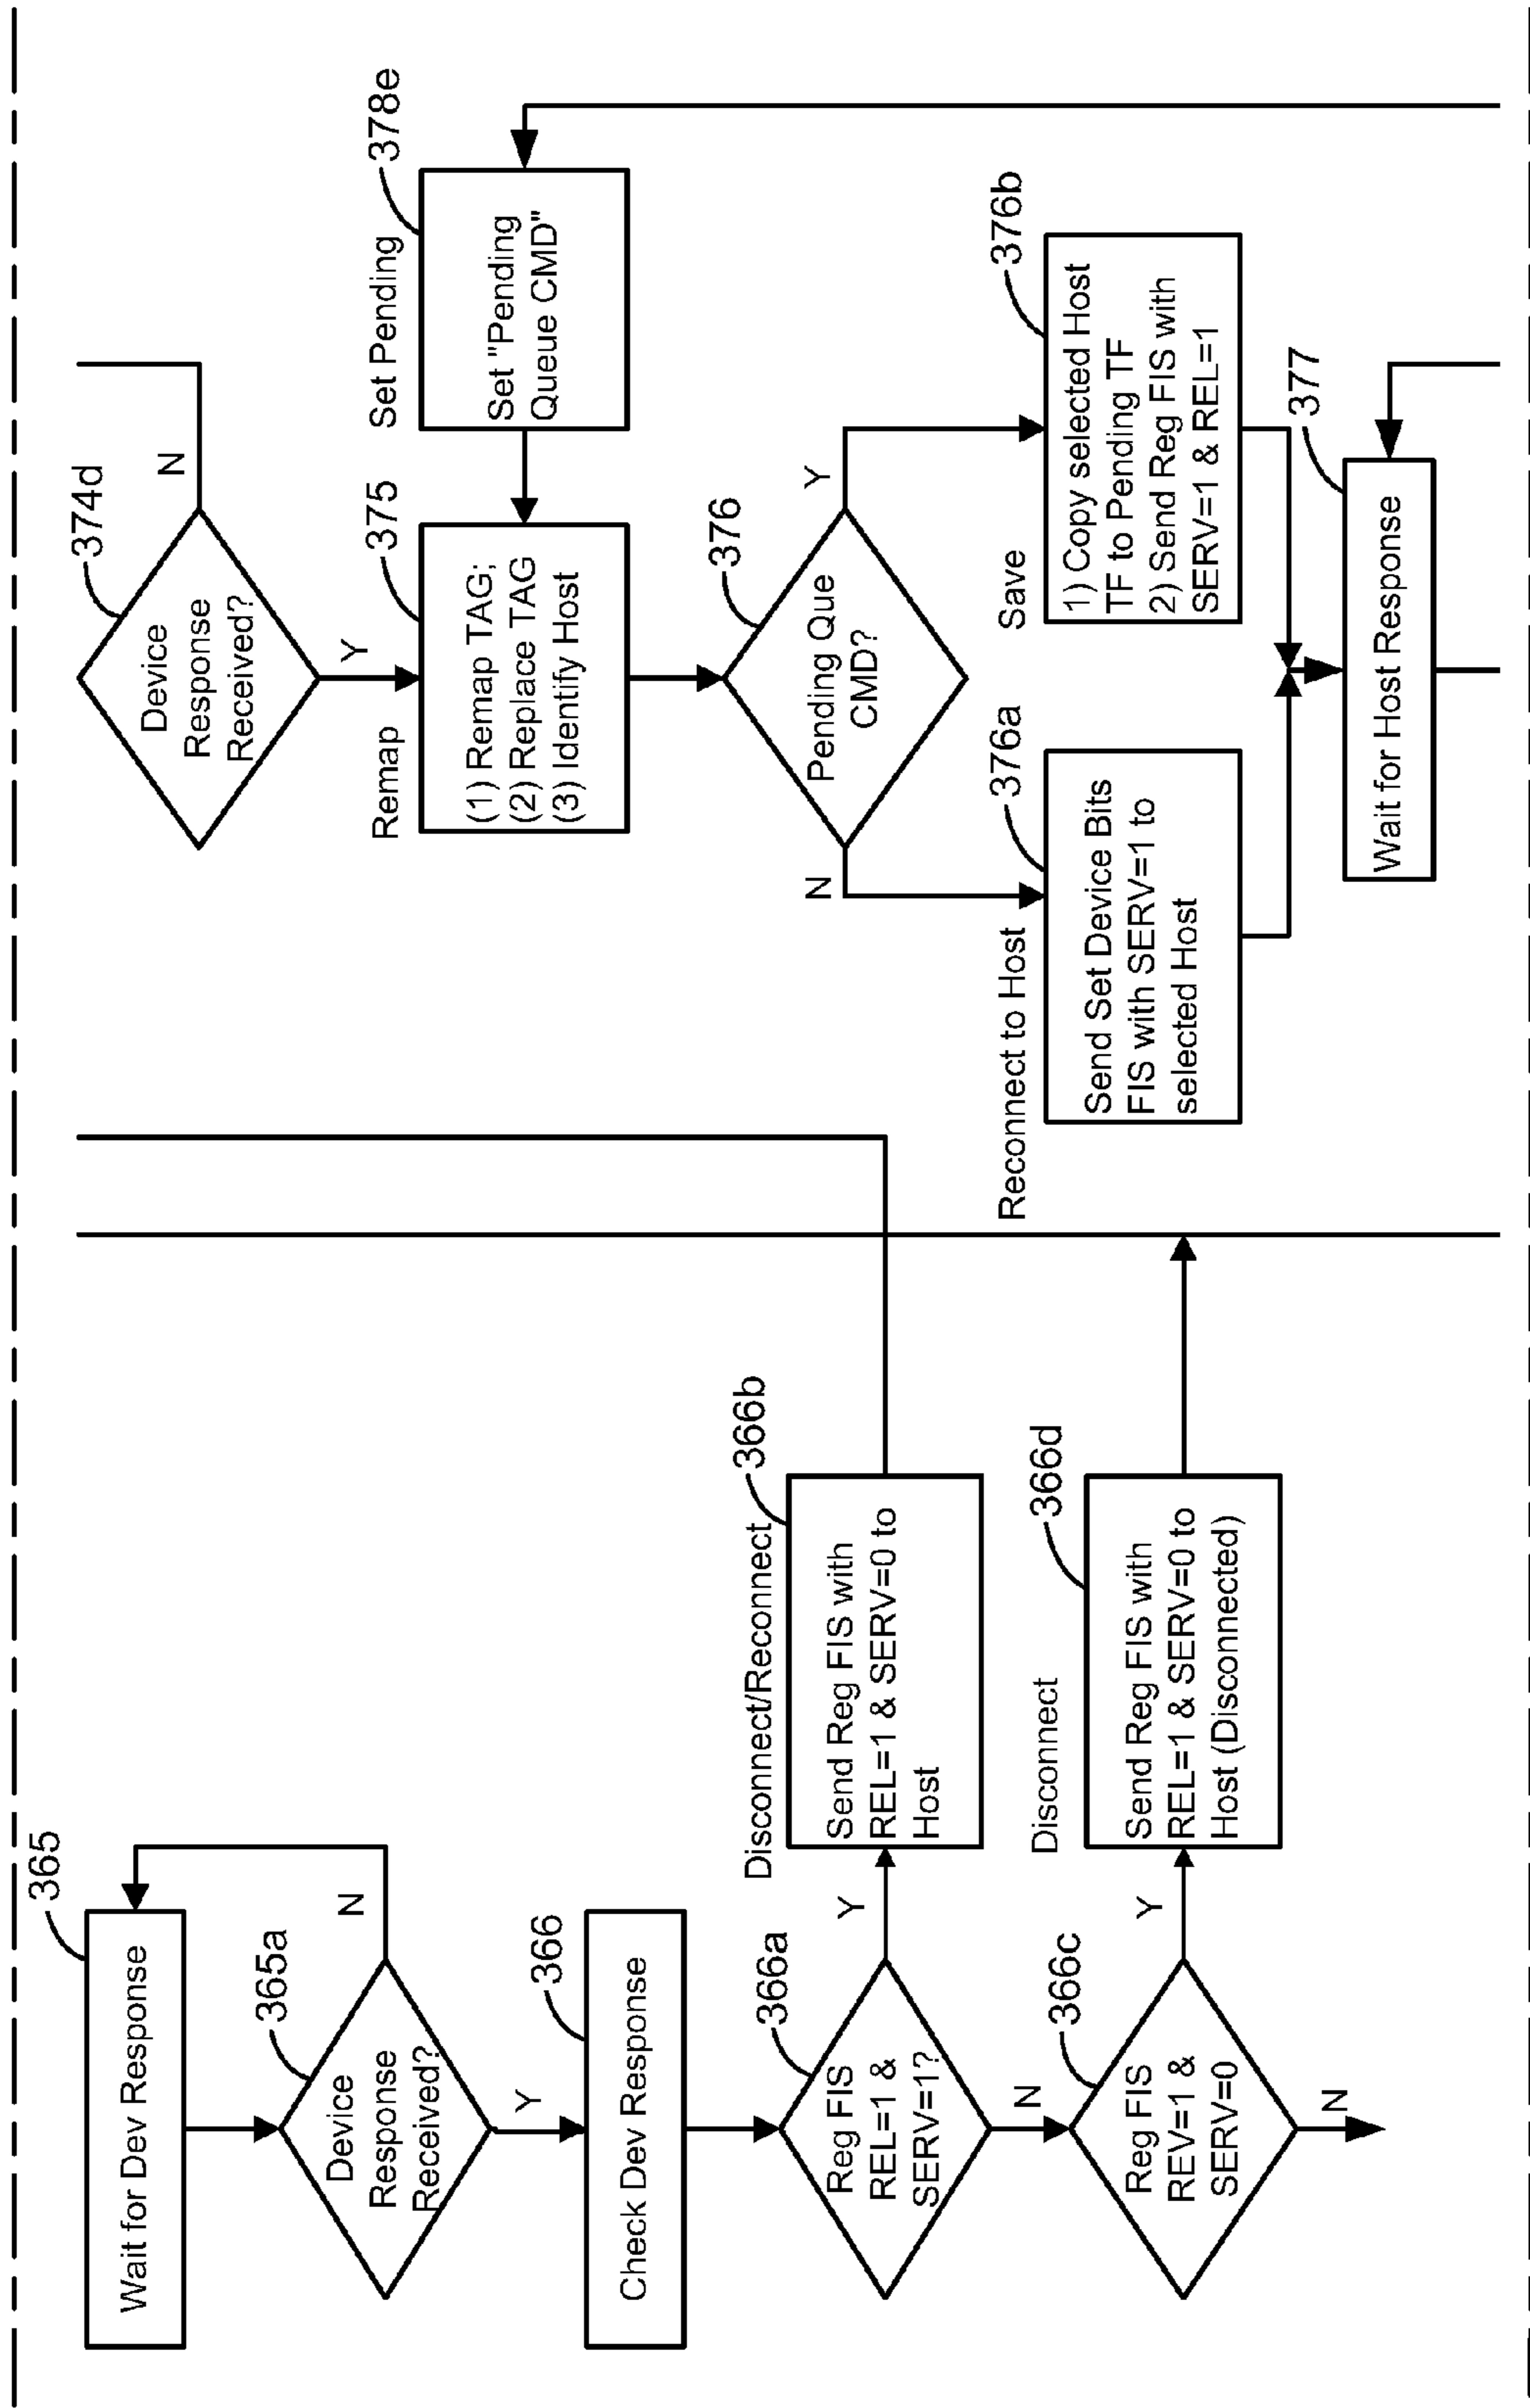 365
Wait for Dev Response
365a
Device
Response
Received?
N
Y
366
Check Dev Response
366a
Reg FIS
REL=1 &
SERV=1?
Y
N
Disconnect/Reconnect
366b
Send Reg FIS with
REL=1 & SERV=0 to
Host
366c
Reg FIS
REV=1 &
SERV=0
Y
N
Disconnect
366d
Send Reg FIS with
REL=1 & SERV=0 to
Host (Disconnected)
374d
Device
Response
Received?
N
Y
Remap
375
(1) Remap TAG;
(2) Replace TAG
(3) Identify Host
Set Pending
378e
Set "Pending
Queue CMD"
376
Pending Que
CMD?
N
Y
Reconnect to Host
376a
Send Set Device Bits
FIS with SERV=1 to
selected Host
Save
376b
1) Copy selected Host
TF to Pending TF
2) Send Reg FIS with
SERV=1 & REL=1
377
Wait for Host Response